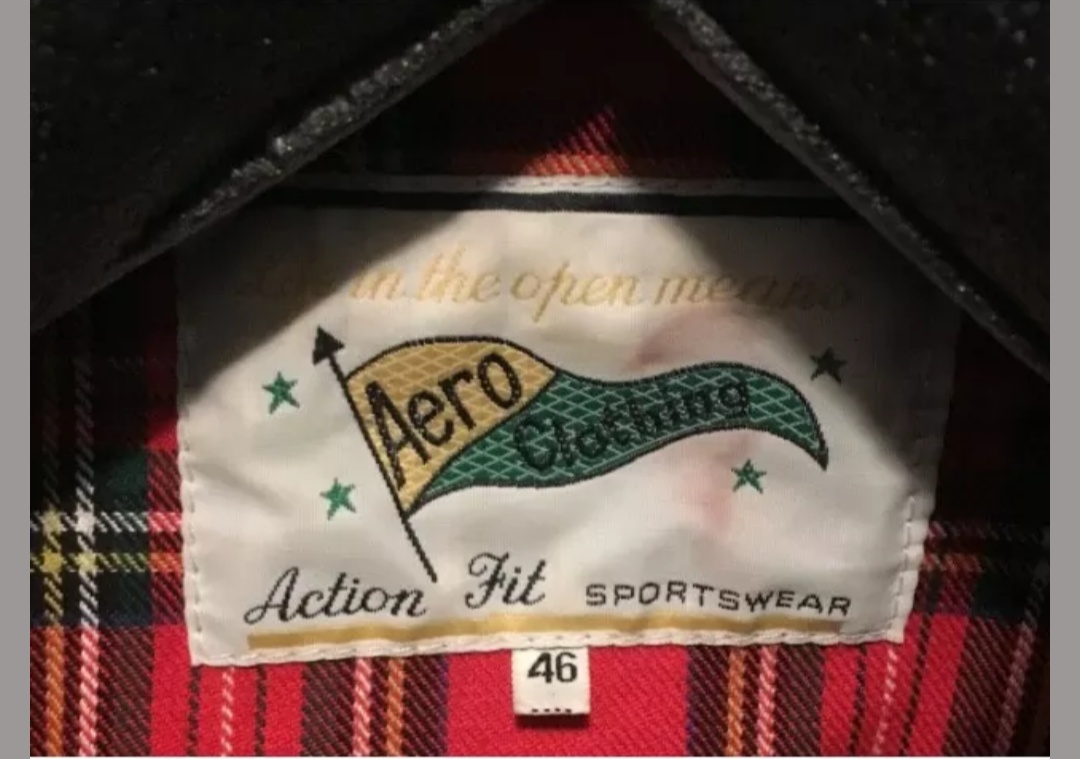 in the open means
Aero
Clothing
Action Fit SPORTSWEAR
46